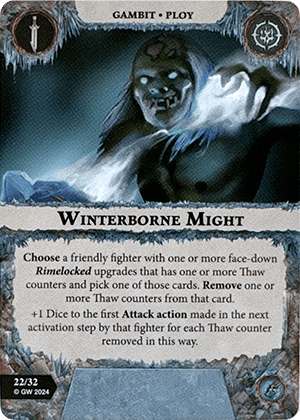 GAMBIT • PLOY
WINTERBORNE MIGHT
Choose a friendly fighter with one or more face-down
Rimelocked upgrades that has one or more Thaw
counters and pick one of those cards. Remove one or
more Thaw counters from that card.
+1 Dice to the first Attack action made in the next
activation step by that fighter for each Thaw counter
removed in this way.
22/32
© GW 2024